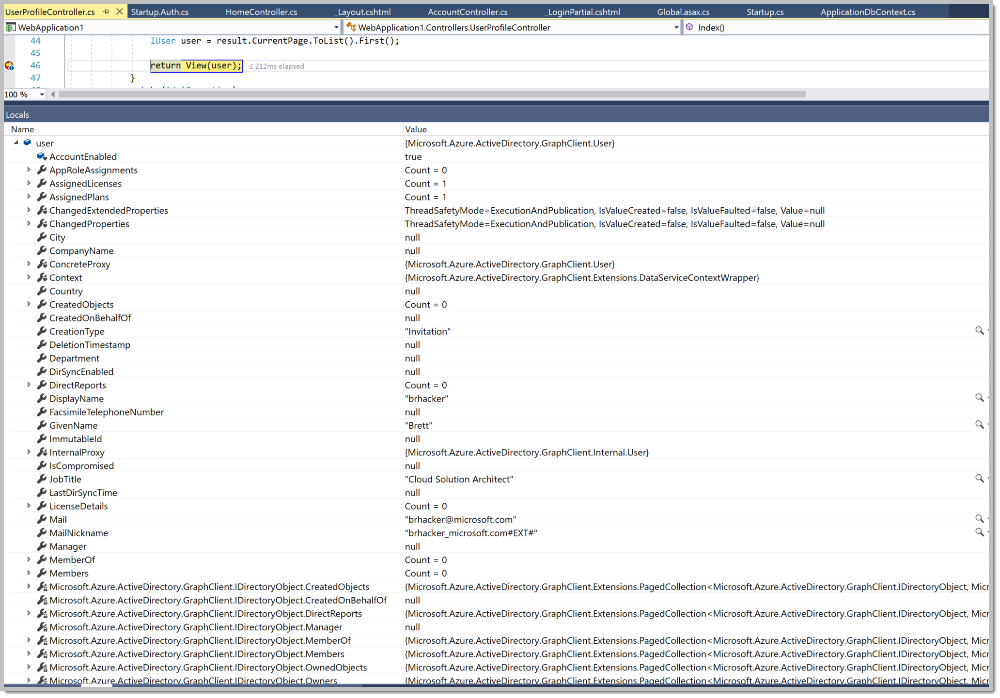 UserProfileController.cs Startup.Auth.cs HomeController.cs _Layout.cshtml AccountController.cs _LoginPartial.cshtml Global.asax.cs Startup.cs ApplicationDbContext.cs
WebApplication1 WebApplication1.Controllers.UserProfileController Index()
44 IUser user = result.CurrentPage.ToList().First();
45
46 return View(user); ≤ 212ms elapsed
47 }
100 %
Locals
Name Value
user {Microsoft.Azure.ActiveDirectory.GraphClient.User}
AccountEnabled true
AppRoleAssignments Count = 0
AssignedLicenses Count = 1
AssignedPlans Count = 1
ChangedExtendedProperties ThreadSafetyMode=ExecutionAndPublication, IsValueCreated=false, IsValueFaulted=false, Value=null
ChangedProperties ThreadSafetyMode=ExecutionAndPublication, IsValueCreated=false, IsValueFaulted=false, Value=null
City null
CompanyName null
ConcreteProxy {Microsoft.Azure.ActiveDirectory.GraphClient.User}
Context {Microsoft.Azure.ActiveDirectory.GraphClient.Extensions.DataServiceContextWrapper}
Country null
CreatedObjects Count = 0
CreatedOnBehalfOf null
CreationType "Invitation"
DeletionTimestamp null
Department null
DirSyncEnabled null
DirectReports Count = 0
DisplayName "brhacker"
FacsimileTelephoneNumber null
GivenName "Brett"
ImmutableId null
InternalProxy {Microsoft.Azure.ActiveDirectory.GraphClient.Internal.User}
IsCompromised null
JobTitle "Cloud Solution Architect"
LastDirSyncTime null
LicenseDetails Count = 0
Mail "brhacker@microsoft.com"
MailNickname "brhacker_microsoft.com#EXT#"
Manager null
MemberOf Count = 0
Members Count = 0
Microsoft.Azure.ActiveDirectory.GraphClient.IDirectoryObject.CreatedObjects {Microsoft.Azure.ActiveDirectory.GraphClient.Extensions.PagedCollection<Microsoft.Azure.ActiveDirectory.GraphClient.IDirectoryObject, Micr
Microsoft.Azure.ActiveDirectory.GraphClient.IDirectoryObject.CreatedOnBehalfOf null
Microsoft.Azure.ActiveDirectory.GraphClient.IDirectoryObject.DirectReports {Microsoft.Azure.ActiveDirectory.GraphClient.Extensions.PagedCollection<Microsoft.Azure.ActiveDirectory.GraphClient.IDirectoryObject, Micr
Microsoft.Azure.ActiveDirectory.GraphClient.IDirectoryObject.Manager null
Microsoft.Azure.ActiveDirectory.GraphClient.IDirectoryObject.MemberOf {Microsoft.Azure.ActiveDirectory.GraphClient.Extensions.PagedCollection<Microsoft.Azure.ActiveDirectory.GraphClient.IDirectoryObject, Micr
Microsoft.Azure.ActiveDirectory.GraphClient.IDirectoryObject.Members {Microsoft.Azure.ActiveDirectory.GraphClient.Extensions.PagedCollection<Microsoft.Azure.ActiveDirectory.GraphClient.IDirectoryObject, Micr
Microsoft.Azure.ActiveDirectory.GraphClient.IDirectoryObject.OwnedObjects {Microsoft.Azure.ActiveDirectory.GraphClient.Extensions.PagedCollection<Microsoft.Azure.ActiveDirectory.GraphClient.IDirectoryObject, Micr
Microsoft.Azure.ActiveDirectory.GraphClient.IDirectoryObject.Owners {Microsoft.Azure.ActiveDirectory.GraphClient.Extensions.PagedCollection<Microsoft.Azure.ActiveDirectory.GraphClient.IDirectoryObject, Micr